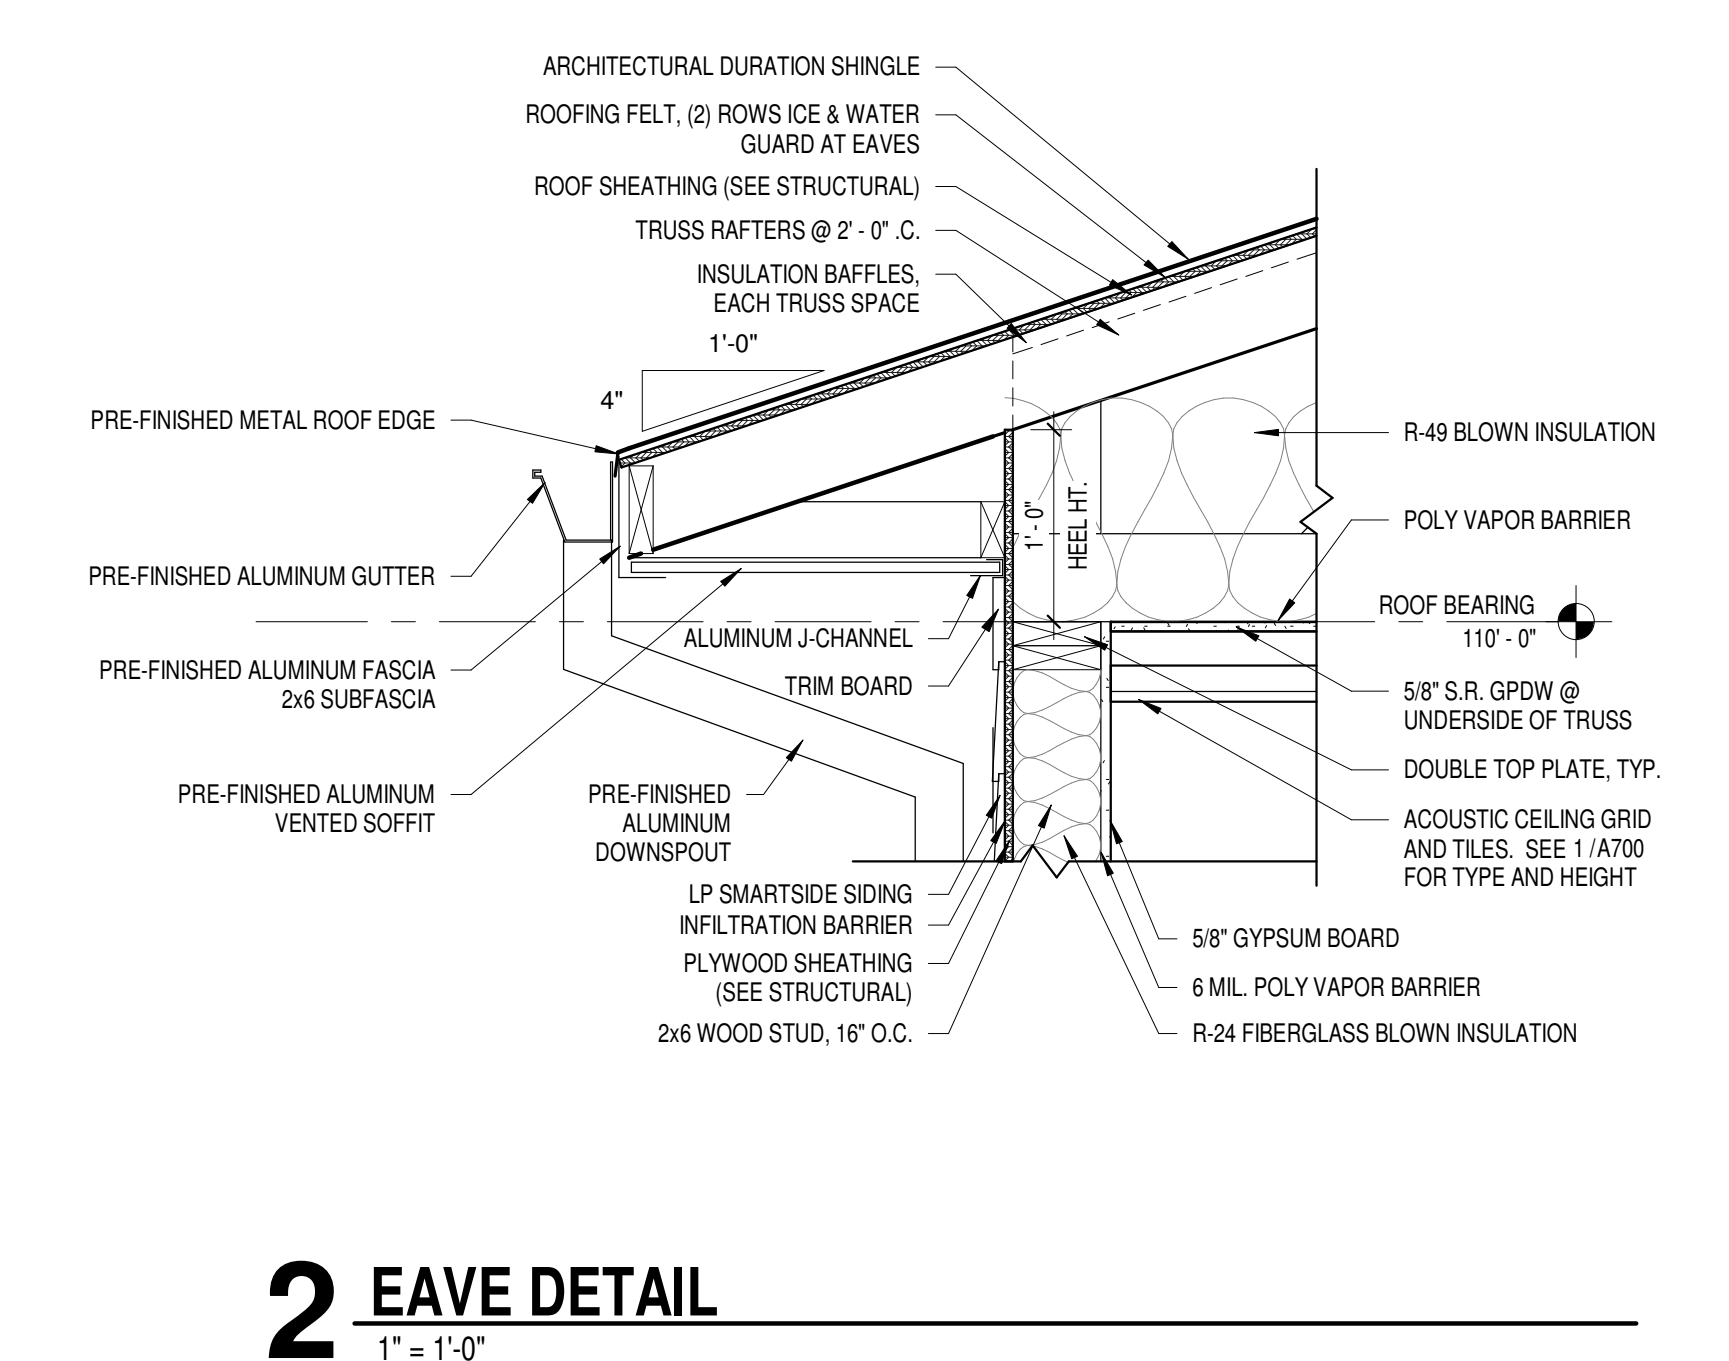 ARCHITECTURAL DURATION SHINGLE
ROOFING FELT, (2) ROWS ICE & WATER
GUARD AT EAVES
ROOF SHEATHING (SEE STRUCTURAL)
TRUSS RAFTERS @ 2' - 0" .C.
INSULATION BAFFLES,
EACH TRUSS SPACE
1'-0"
4"
PRE-FINISHED METAL ROOF EDGE
PRE-FINISHED ALUMINUM GUTTER
PRE-FINISHED ALUMINUM FASCIA
2x6 SUBFASCIA
PRE-FINISHED ALUMINUM
VENTED SOFFIT
PRE-FINISHED
ALUMINUM
DOWNSPOUT
ALUMINUM J-CHANNEL
TRIM BOARD
1' - 0"
HEEL HT.
LP SMARTSIDE SIDING
INFILTRATION BARRIER
PLYWOOD SHEATHING
(SEE STRUCTURAL)
2x6 WOOD STUD, 16" O.C.
R-49 BLOWN INSULATION
POLY VAPOR BARRIER
ROOF BEARING
110' - 0"
5/8" S.R. GPDW @
UNDERSIDE OF TRUSS
DOUBLE TOP PLATE, TYP.
ACOUSTIC CEILING GRID
AND TILES. SEE 1 /A700
FOR TYPE AND HEIGHT
5/8" GYPSUM BOARD
6 MIL. POLY VAPOR BARRIER
R-24 FIBERGLASS BLOWN INSULATION
2 EAVE DETAIL
1" = 1'-0"